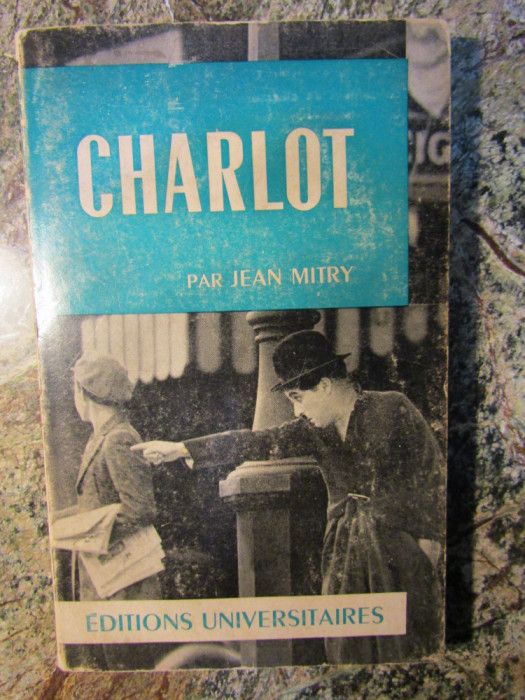 CHARLOT
PAR JEAN MITRY
ÉDITIONS UNIVERSITAIRES